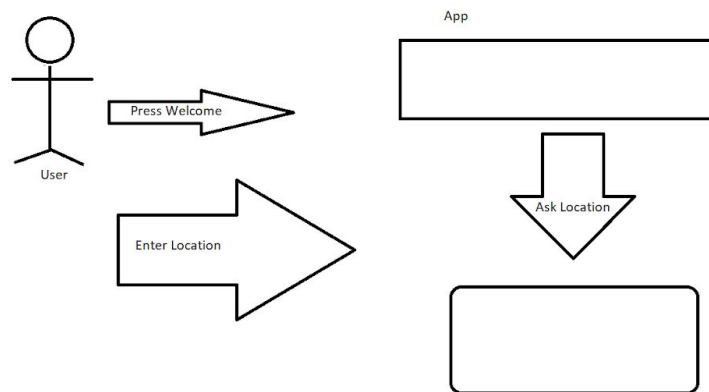 App
Press Welcome
User
Ask Location
Enter Location